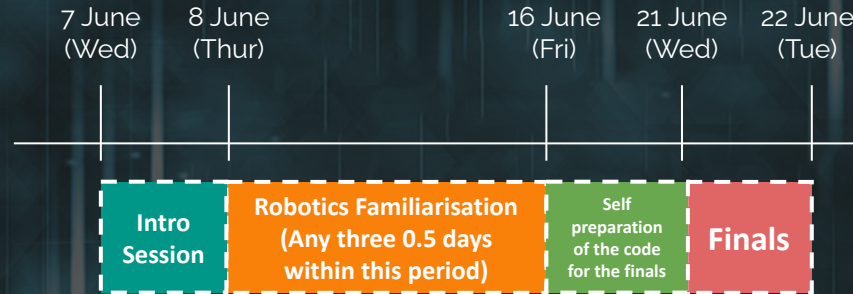 7 June
(Wed)
8 June
(Thur)
16 June
(Fri)
21 June
(Wed)
22 June
(Tue)
Intro
Session
Robotics Familiarisation
(Any three 0.5 days
within this period)
Self
preparation
of the code
for the finals
Finals